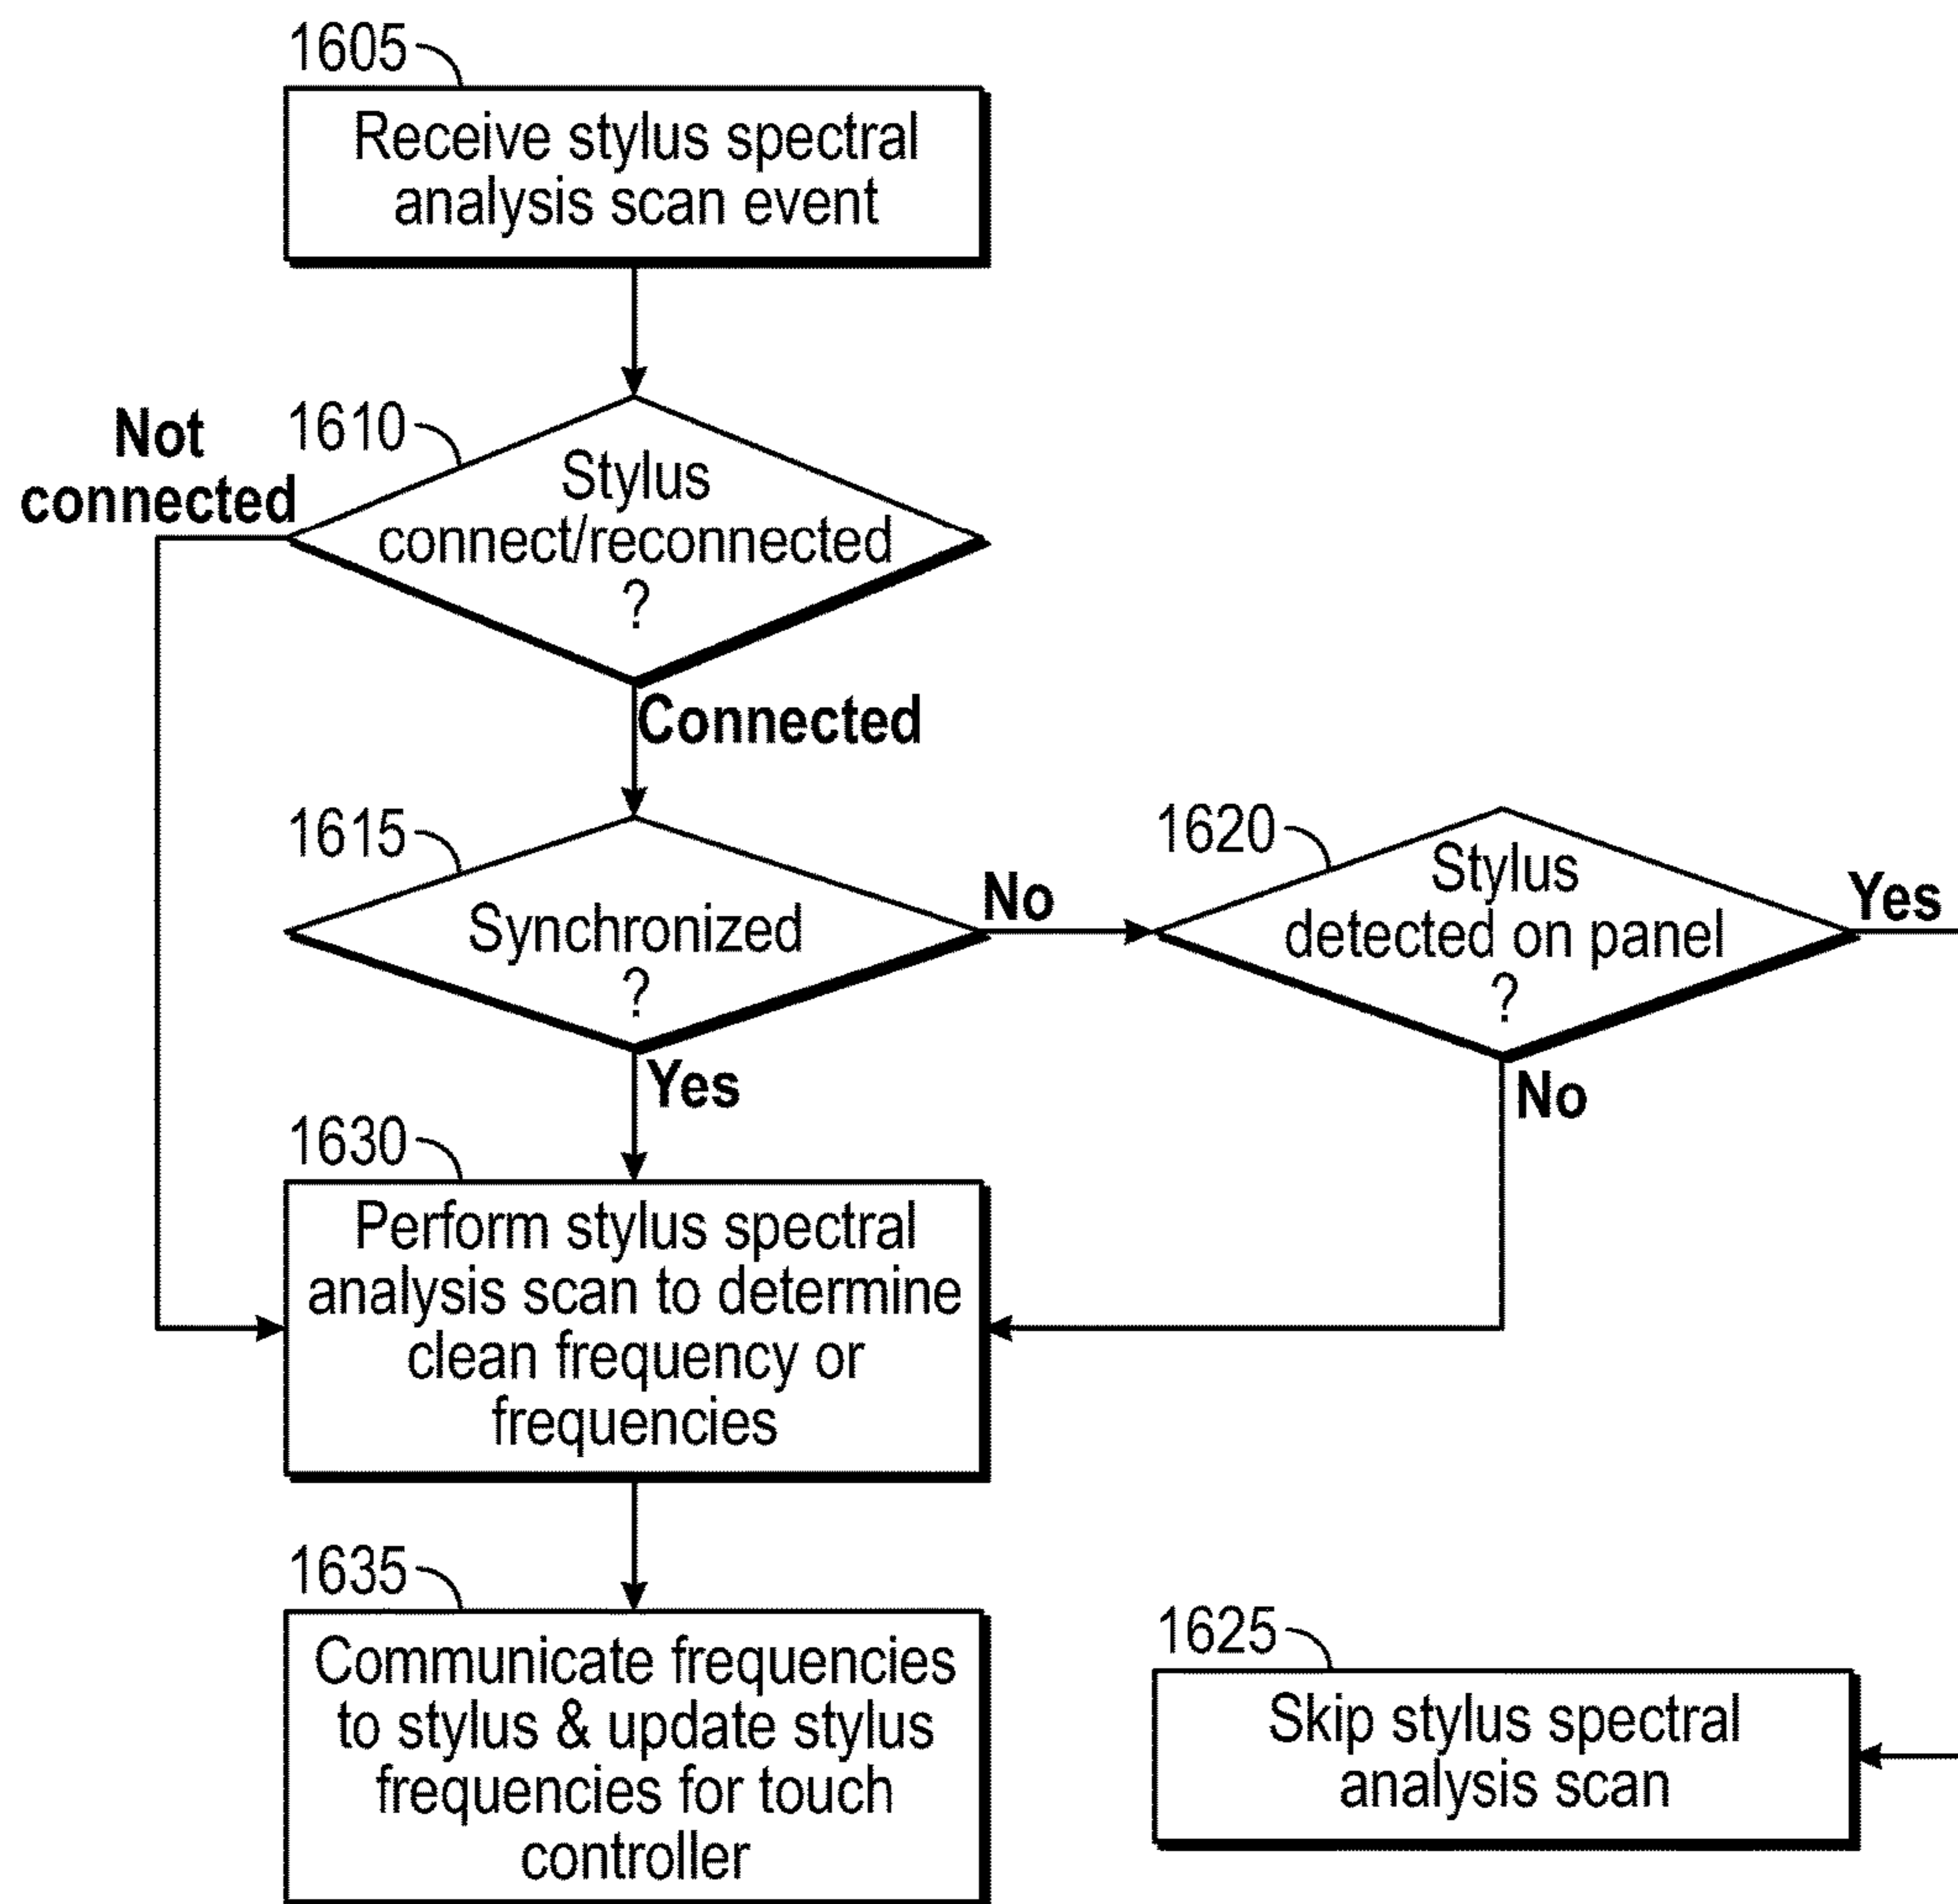 1605
Receive stylus spectral
analysis scan event
Not
connected
1610
Stylus
connect/reconnected
?
Connected
1615
Synchronized
?
No
1620
Stylus
detected on panel
?
Yes
Yes
No
1630
Perform stylus spectral
analysis scan to determine
clean frequency or
frequencies
1635
Communicate frequencies
to stylus & update stylus
frequencies for touch
controller
1625
Skip stylus spectral
analysis scan